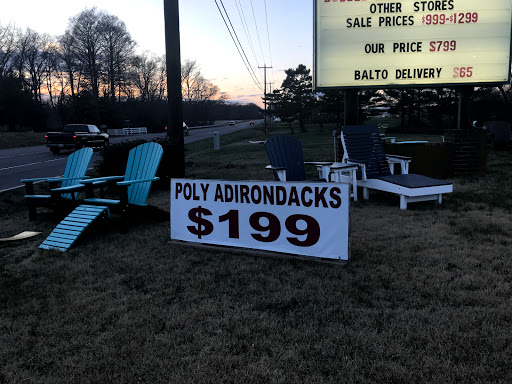 OTHER STORES
SALE PRICES $999-$1299
OUR PRICE $799
BALTO DELIVERY $65
POLY ADIRONDACKS
$199